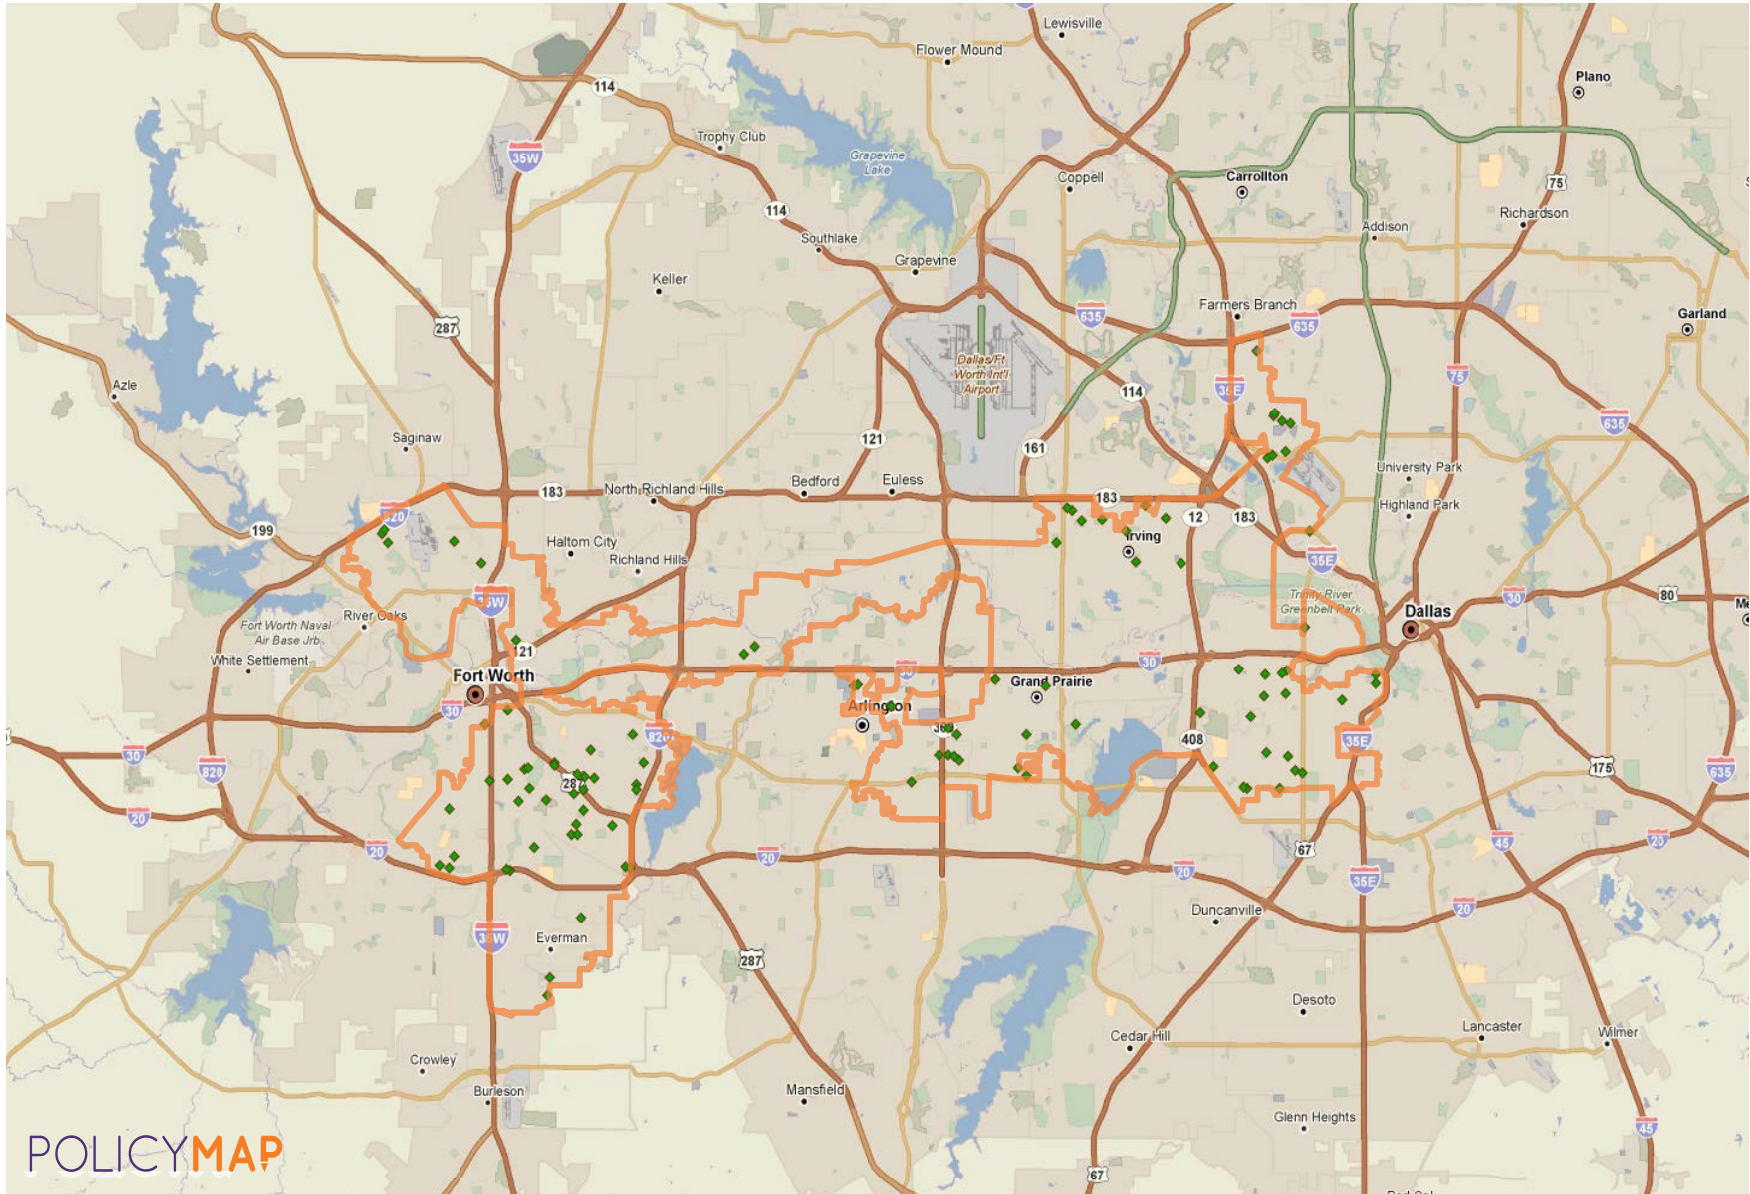 Lewisville
Flower Mound
Plano
114
35W
Trophy Club
Grapevine
Lake
Coppell
Carrollton
75
114
Richardson
Southlake
Addison
Grapevine
Keller
Farmers Branch
635
635
Garland
287
Dallas/Ft
Worth Int'l
Airport
75
Azle
114
35E
635
Saginaw
121
161
University Park
Bedford
Euless
183
North Richland Hills
183
Highland Park
820
12
183
199
Haltom City
Irving
Richland Hills
35E
35W
Trinity River
Greenbelt Park
30
80
River Oaks
Fort Worth Naval
Air Base Jrb
Dallas
121
White Settlement
30
30
Fort Worth
Grand Prairie
30
Arlington
360
820
408
35E
30
820
287
175
635
20
20
67
45
20
20
20
35E
20
Duncanville
35W
Everman
287
Desoto
Lancaster
Wilmer
Cedar Hill
Crowley
Burleson
Mansfield
Glenn Heights
45
POLICYMAP
67